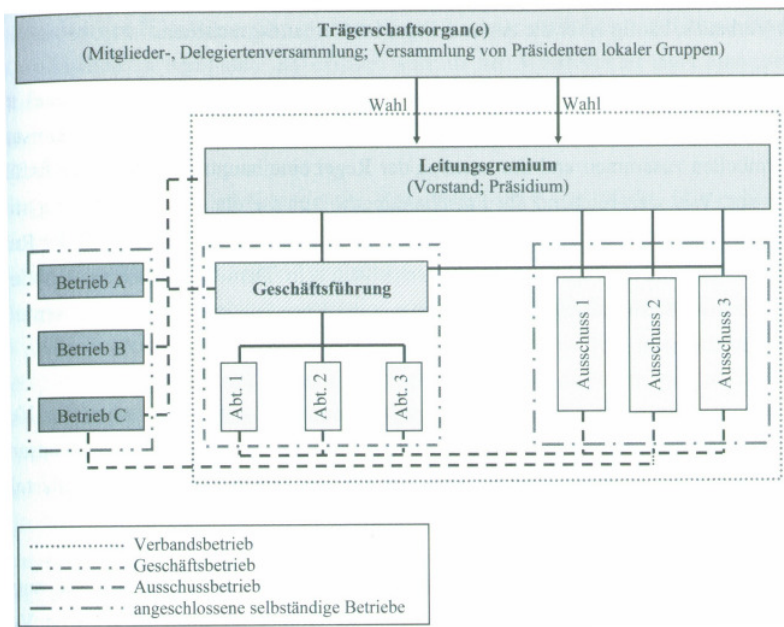 Trägerschaftsorgan(e)
(Mitglieder-, Delegiertenversammlung; Versammlung von Präsidenten lokaler Gruppen)
Wahl
Wahl
Leitungsgremium
(Vorstand; Präsidium)
Betrieb A
Betrieb B
Betrieb C
Geschäftsführung
Abt. 1
Abt. 2
Abt. 3
Ausschuss 1
Ausschuss 2
Ausschuss 3
Verbandsbetrieb
Geschäftsbetrieb
Ausschussbetrieb
angeschlossene selbständige Betriebe